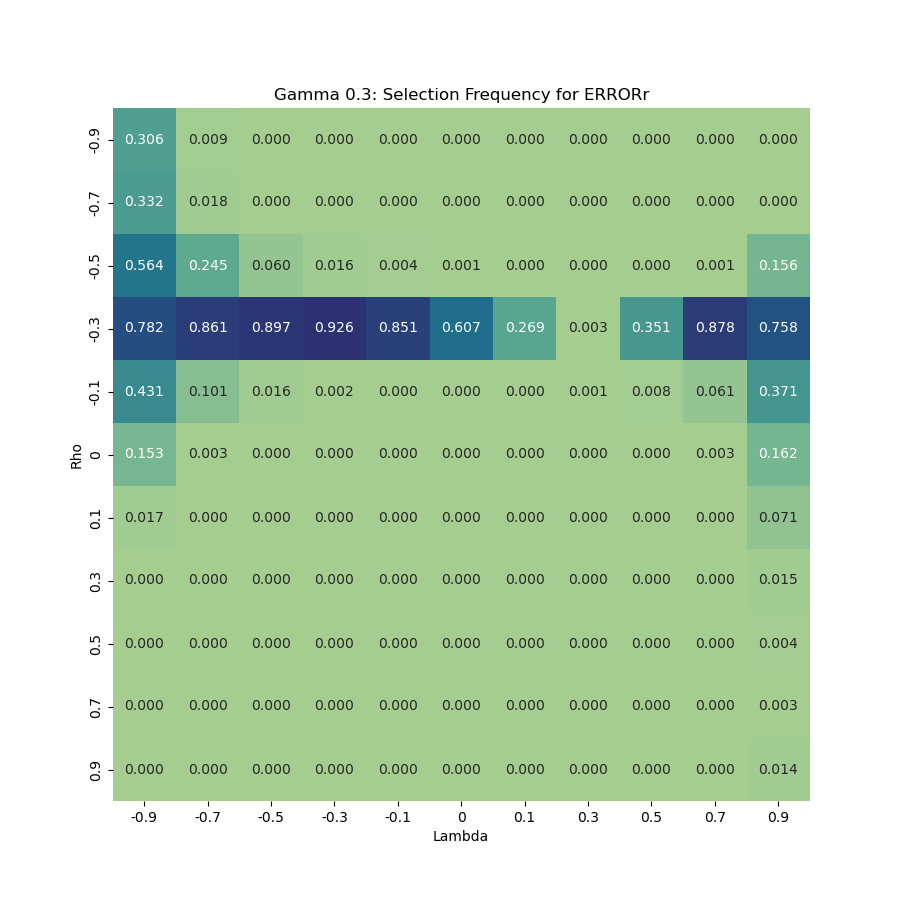 Gamma 0.3: Selection Frequency for ERRORr
-0.9 0.306 0.009 0.000 0.000 0.000 0.000 0.000 0.000 0.000 0.000 0.000
-0.7 0.332 0.018 0.000 0.000 0.000 0.000 0.000 0.000 0.000 0.000 0.000
-0.5 0.564 0.245 0.060 0.016 0.004 0.001 0.000 0.000 0.000 0.001 0.156
-0.3 0.782 0.861 0.897 0.926 0.851 0.607 0.269 0.003 0.351 0.878 0.758
-0.1 0.431 0.101 0.016 0.002 0.000 0.000 0.000 0.001 0.008 0.061 0.371
Rho
0 0.153 0.003 0.000 0.000 0.000 0.000 0.000 0.000 0.000 0.003 0.162
0.1 0.017 0.000 0.000 0.000 0.000 0.000 0.000 0.000 0.000 0.000 0.071
0.3 0.000 0.000 0.000 0.000 0.000 0.000 0.000 0.000 0.000 0.000 0.015
0.5 0.000 0.000 0.000 0.000 0.000 0.000 0.000 0.000 0.000 0.000 0.004
0.7 0.000 0.000 0.000 0.000 0.000 0.000 0.000 0.000 0.000 0.000 0.003
0.9 0.000 0.000 0.000 0.000 0.000 0.000 0.000 0.000 0.000 0.000 0.014
-0.9 -0.7 -0.5 -0.3 -0.1 0 0.1 0.3 0.5 0.7 0.9
Lambda